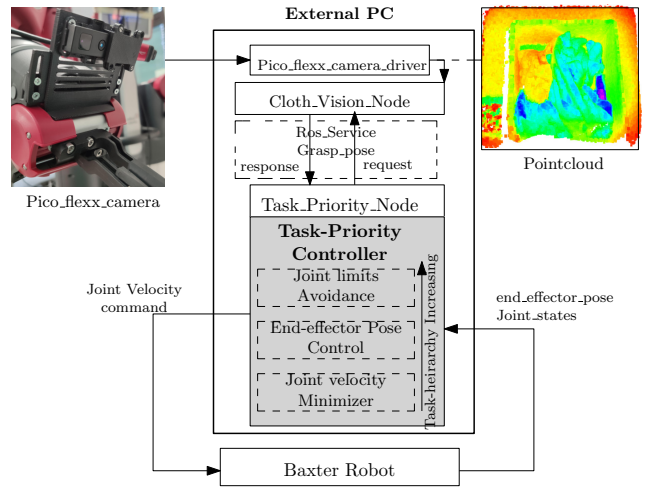 External PC
Pico_flexx_camera_driver
Cloth_Vision_Node
Ros_Service
Grasp_pose
response
request
Pico_flexx_camera
Pointcloud
Task_Priority_Node
Task-Priority
Controller
Joint limits
Avoidance
End-effector Pose
Control
Joint velocity
Minimizer
Task-heirarchy Increasing
Joint Velocity
command
end_effector_pose
Joint_states
Baxter Robot